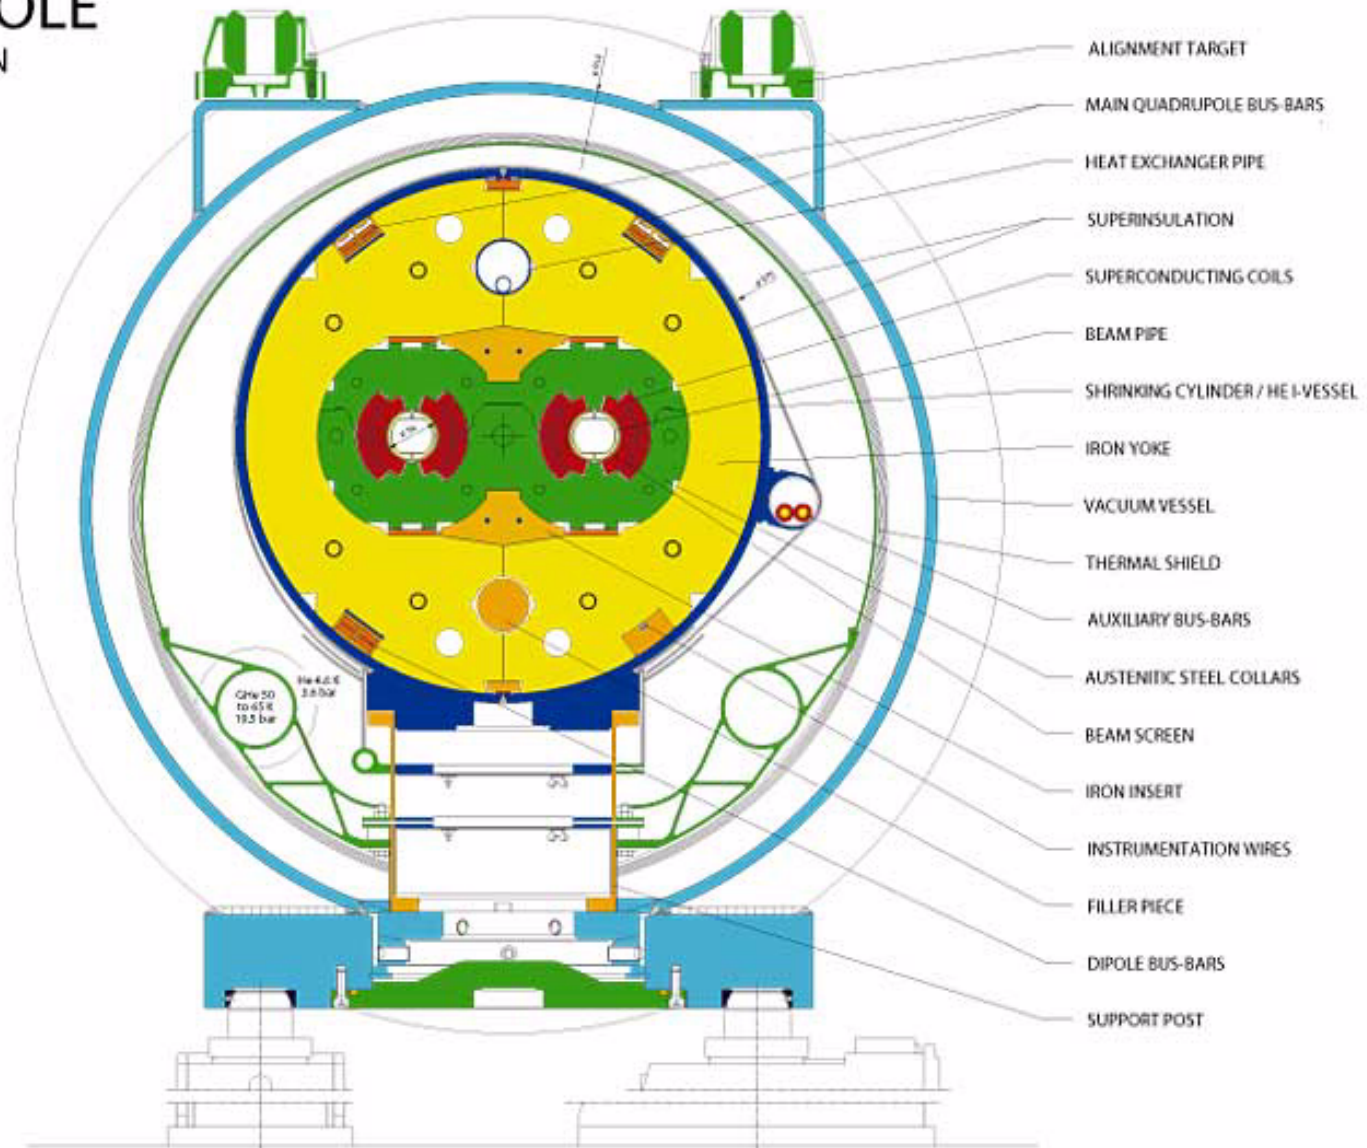 OLE
N
ALIGNMENT TARGET
MAIN QUADRUPOLE BUS-BARS
HEAT EXCHANGER PIPE
SUPERINSULATION
SUPERCONDUCTING COILS
BEAM PIPE
SHRINKING CYLINDER / HE I-VESSEL
IRON YOKE
VACUUM VESSEL
THERMAL SHIELD
AUXILIARY BUS-BARS
AUSTENITIC STEEL COLLARS
BEAM SCREEN
IRON INSERT
INSTRUMENTATION WIRES
FILLER PIECE
DIPOLE BUS-BARS
SUPPORT POST
GHe 50
to 65 K
19.5 bar
He 4.6 K
3.6 bar